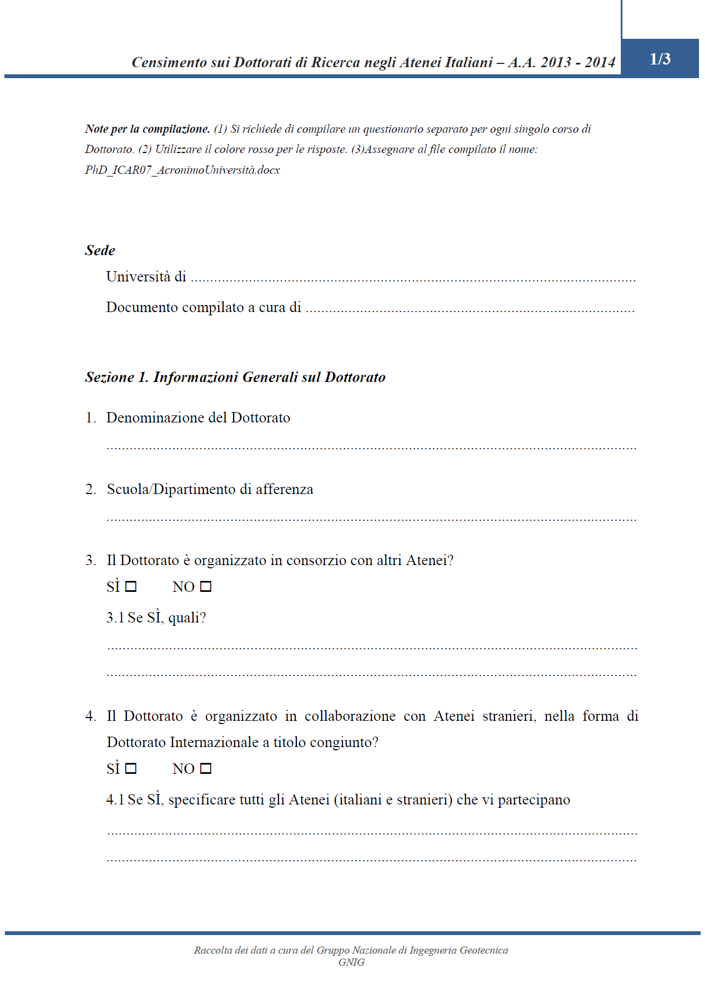 Censimento sui Dottorati di Ricerca negli Atenei Italiani – A.A. 2013 - 2014
1/3
Note per la compilazione. (1) Si richiede di compilare un questionario separato per ogni singolo corso di
Dottorato. (2) Utilizzare il colore rosso per le risposte. (3)Assegnare al file compilato il nome:
PhD_ICAR07_AcronimoUniversità.docx
Sede
Università di ...................................................................................................................
Documento compilato a cura di .....................................................................................
Sezione 1. Informazioni Generali sul Dottorato
1. Denominazione del Dottorato
.........................................................................................................................................
2. Scuola/Dipartimento di afferenza
.........................................................................................................................................
3. Il Dottorato è organizzato in consorzio con altri Atenei?
SÌ ☐ NO ☐
3.1 Se SÌ, quali?
.........................................................................................................................................
.........................................................................................................................................
4. Il Dottorato è organizzato in collaborazione con Atenei stranieri, nella forma di
Dottorato Internazionale a titolo congiunto?
SÌ ☐ NO ☐
4.1 Se SÌ, specificare tutti gli Atenei (italiani e stranieri) che vi partecipano
.........................................................................................................................................
.........................................................................................................................................
Raccolta dei dati a cura del Gruppo Nazionale di Ingegneria Geotecnica
GNIG